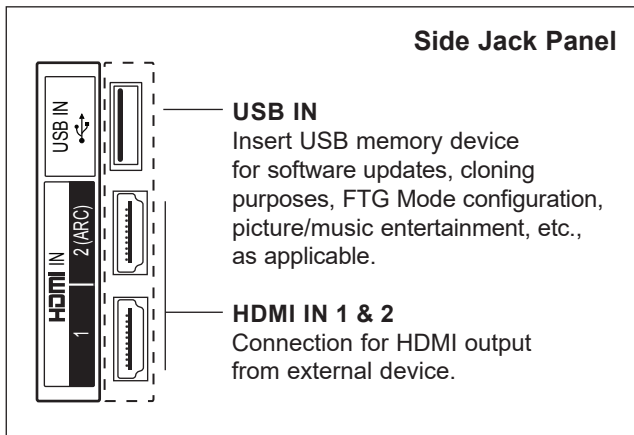 Side Jack Panel
USB IN
HDMI IN
1
2 (ARC)
USB IN
Insert USB memory device
for software updates, cloning
purposes, FTG Mode configuration,
picture/music entertainment, etc.,
as applicable.
HDMI IN 1 & 2
Connection for HDMI output
from external device.